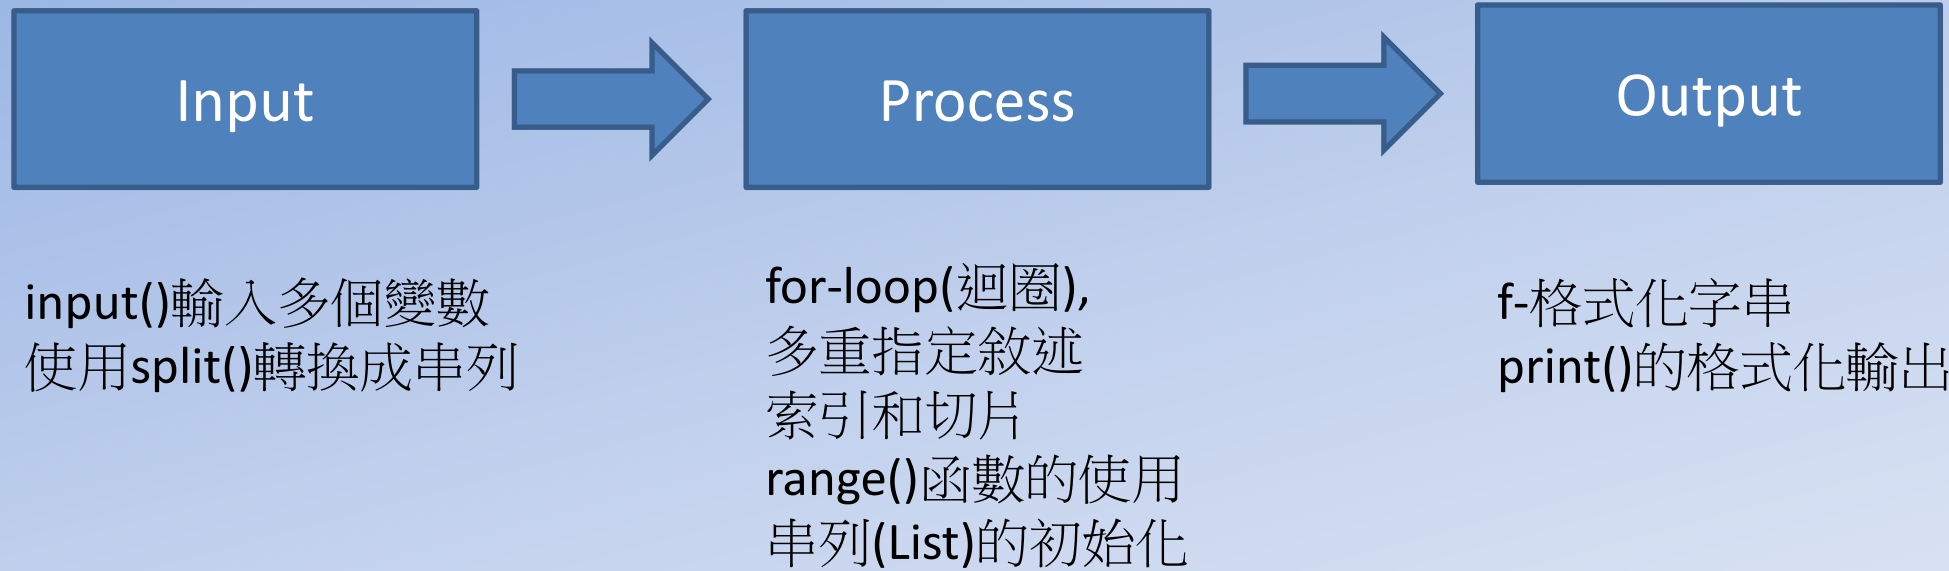 Input
Process
Output
input()輸入多個變數
使用split()轉換成串列
for-loop(迴圈),
多重指定敘述
索引和切片
range()函數的使用
串列(List)的初始化
f-格式化字串
print()的格式化輸出